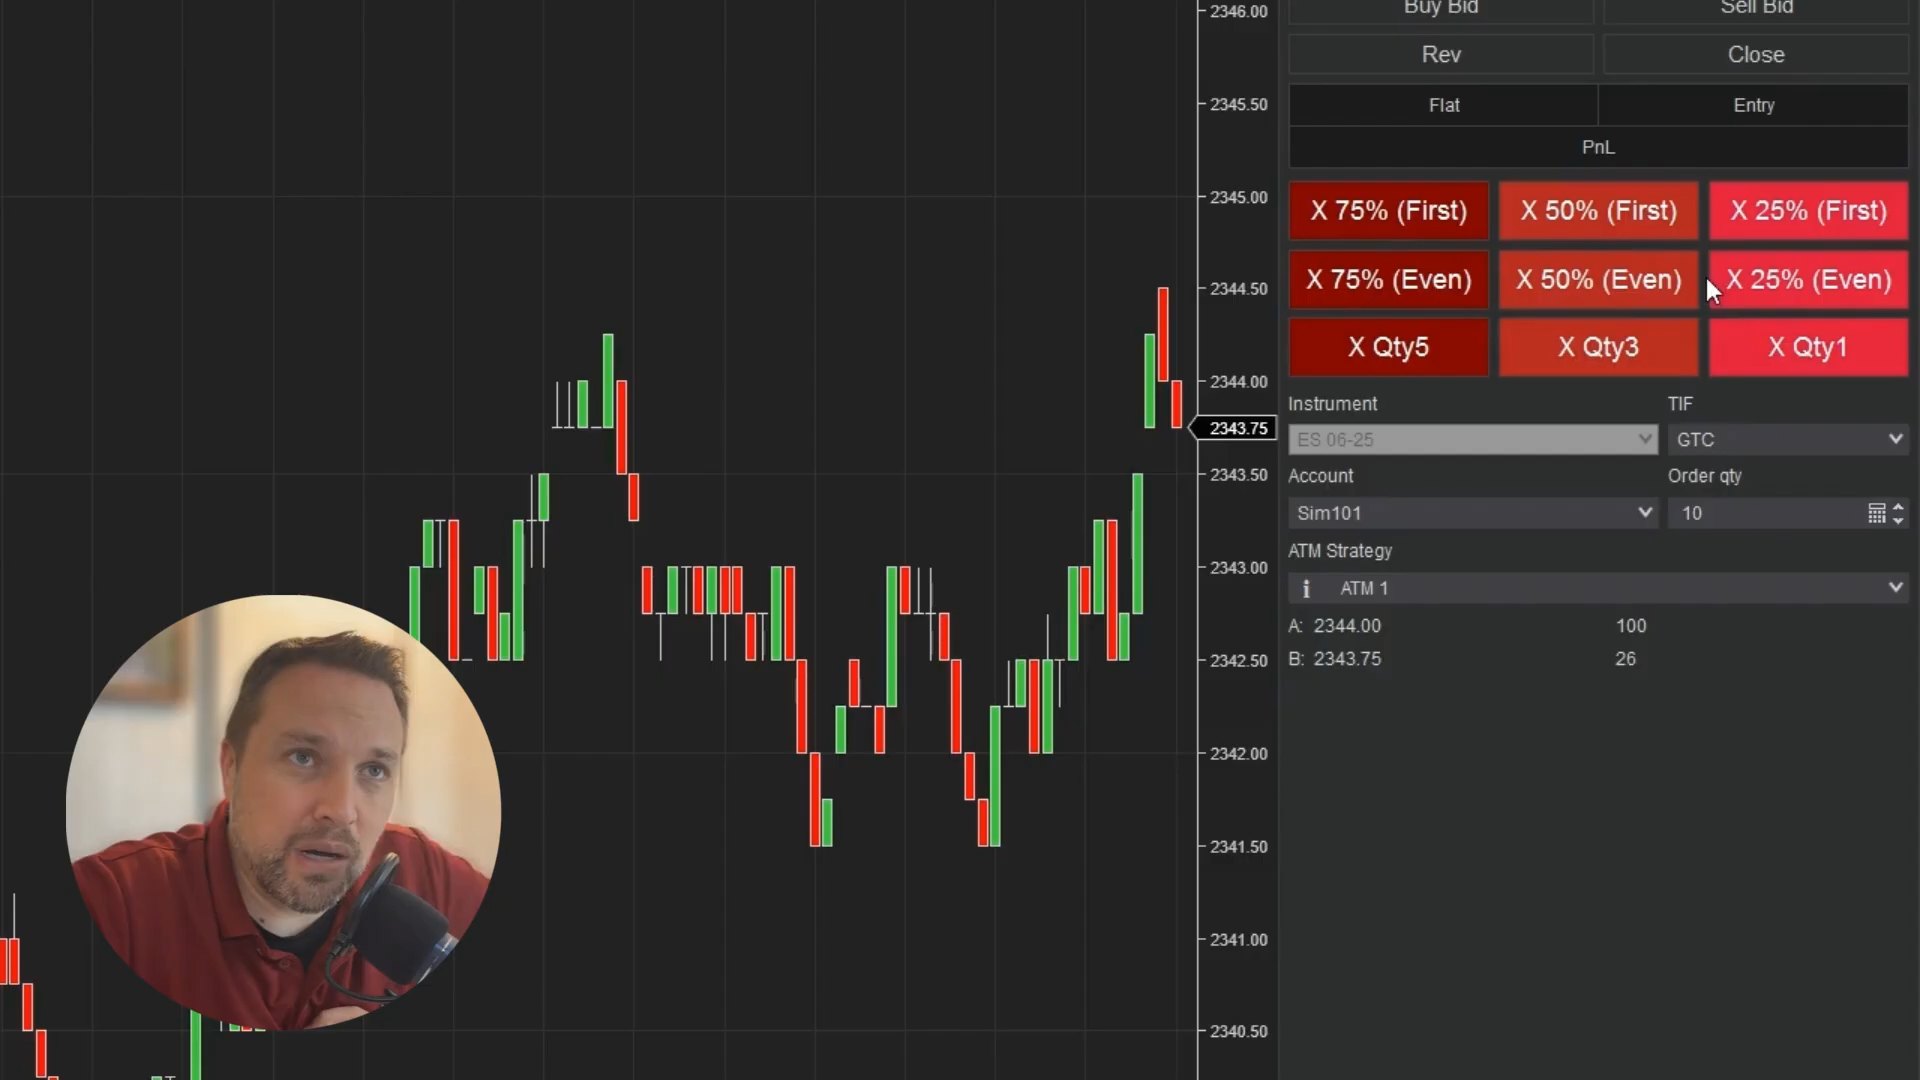 2346.00
2345.50
2345.00
2344.50
2344.00
2343.75
2343.50
2343.00
2342.50
2342.00
2341.50
2341.00
2340.50
Buy Bid Sell Bid
Rev Close
Flat Entry
PnL
X 75% (First) X 50% (First) X 25% (First)
X 75% (Even) X 50% (Even) X 25% (Even)
X Qty5 X Qty3 X Qty1
Instrument TIF
ES 06-25 GTC
Account Order qty
Sim101 10
ATM Strategy
i ATM 1
A: 2344.00 100
B: 2343.75 26